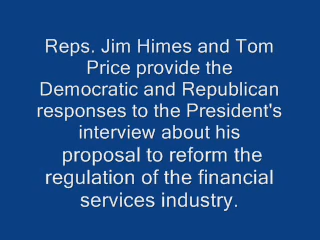 Reps. Jim Himes and Tom
Price provide the
Democratic and Republican
responses to the President's
interview about his
proposal to reform the
regulation of the financial
services industry.